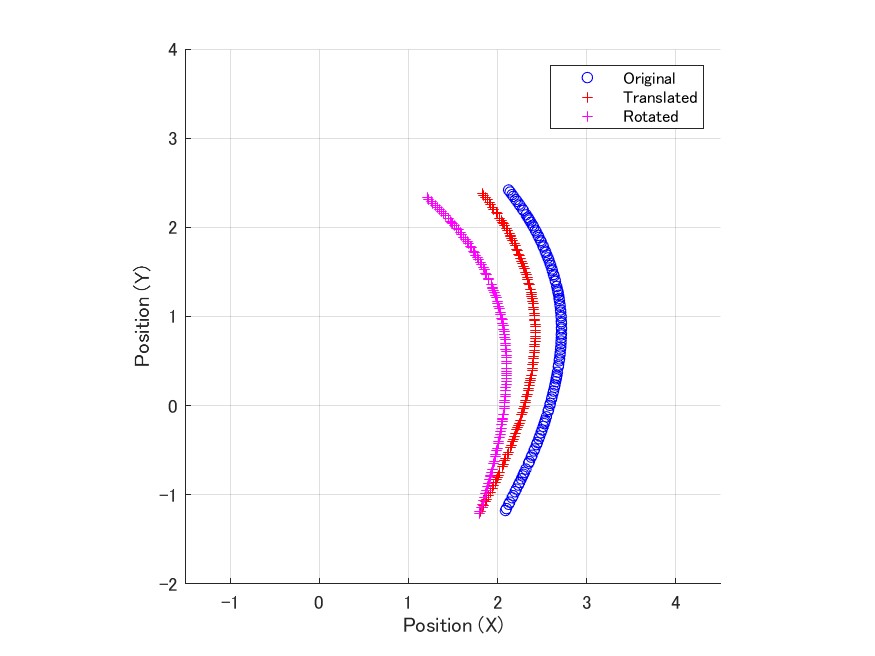 4
3
2
1
0
−1
−2
Position (Y)
−1 0 1 2 3 4
Position (X)
Original
Translated
Rotated